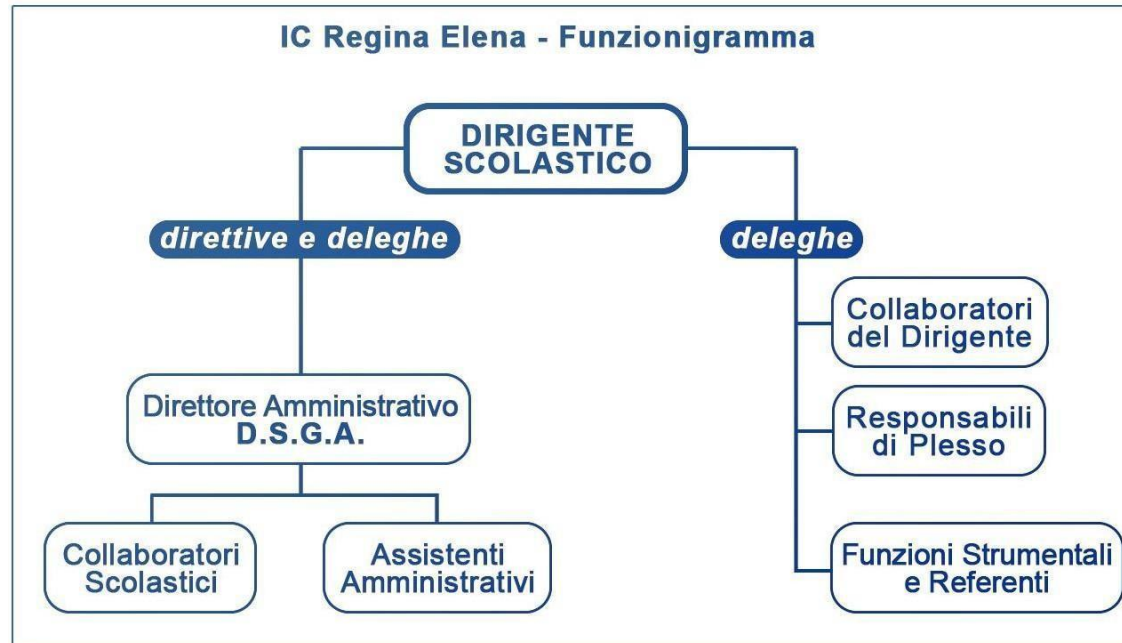 IC Regina Elena - Funzionigramma
DIRIGENTE
SCOLASTICO
direttive e deleghe
deleghe
Collaboratori
del Dirigente
Direttore Amministrativo
D.S.G.A.
Responsabili
di Plesso
Collaboratori
Scolastici
Assistenti
Amministrativi
Funzioni Strumentali
e Referenti